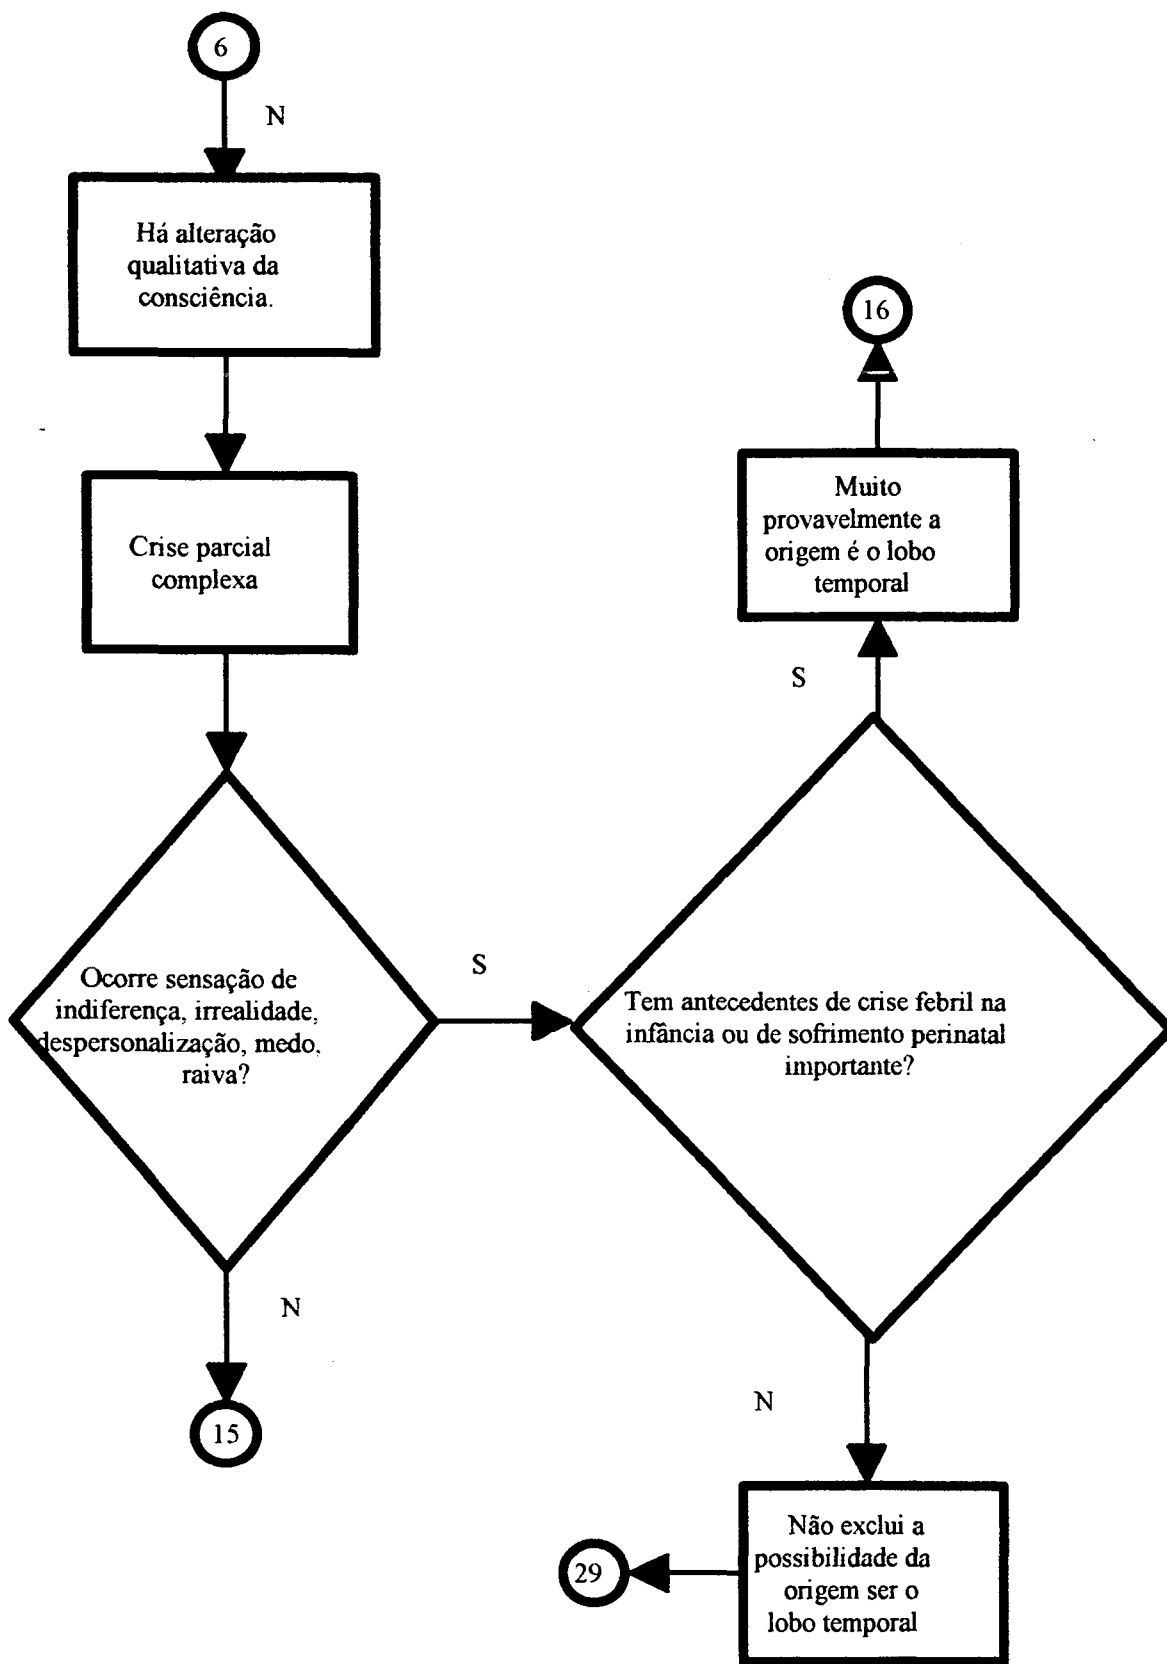 6
N
Há alteração
qualitativa da
consciência.
16
Muito
provavelmente a
origem é o lobo
temporal
Crise parcial
complexa
S
Ocorre sensação de
indiferença, irrealidade,
despersonalização, medo,
raiva?
S
Tem antecedentes de crise febril na
infância ou de sofrimento perinatal
importante?
N
15
N
Não exclui a
possibilidade da
origem ser o
lobo temporal
29